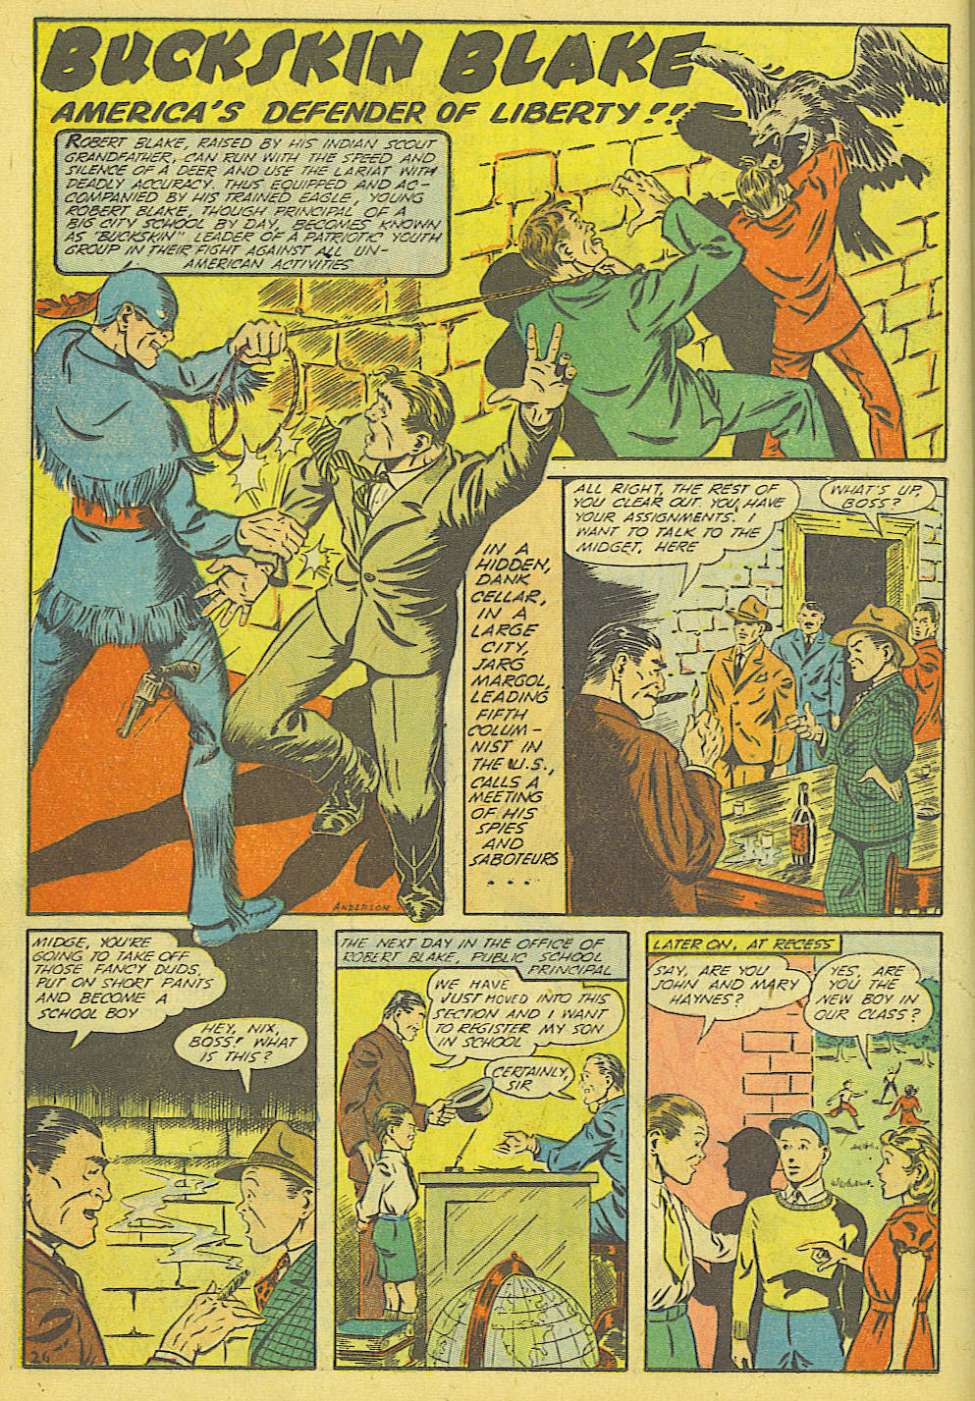 BUCKSKIN BLAKE
AMERICA'S DEFENDER OF LIBERTY!!
ROBERT BLAKE, RAISED BY HIS INDIAN SCOUT
GRANDFATHER, CAN RUN WITH THE SPEED AND
SILENCE OF A DEER AND USE THE LARIAT WITH
DEADLY ACCURACY. THUS EQUIPPED AND AC-
COMPANIED BY HIS TRAINED EAGLE, YOUNG
ROBERT BLAKE, THOUGH PRINCIPAL OF A
BIG CITY SCHOOL BY DAY, BECOMES KNOWN
AS "BUCKSKIN" LEADER OF A PATRIOTIC YOUTH
GROUP IN THEIR FIGHT AGAINST ALL UN-
AMERICAN ACTIVITIES
ANDERSON
IN A
HIDDEN,
DANK
CELLAR,
IN A
LARGE
CITY,
JARG
MARGOL
LEADING
FIFTH
COLUM-
NIST IN
THE U.S.,
CALLS A
MEETING
OF HIS
SPIES
AND
SABOTEURS
...
ALL RIGHT, THE REST OF
YOU CLEAR OUT. YOU HAVE
YOUR ASSIGNMENTS. I
WANT TO TALK TO THE
MIDGET, HERE
WHAT'S UP,
BOSS?
MIDGE, YOU'RE
GOING TO TAKE OFF
THOSE FANCY DUDS,
PUT ON SHORT PANTS
AND BECOME A
SCHOOL BOY
HEY, NIX,
BOSS! WHAT
IS THIS?
26
THE NEXT DAY IN THE OFFICE OF
ROBERT BLAKE, PUBLIC SCHOOL
PRINCIPAL
WE HAVE
JUST MOVED INTO THIS
SECTION AND I WANT
TO REGISTER MY SON
IN SCHOOL
CERTAINLY,
SIR
LATER ON, AT RECESS
SAY, ARE YOU
JOHN AND MARY
HAYNES?
YES, ARE
YOU THE
NEW BOY IN
OUR CLASS?